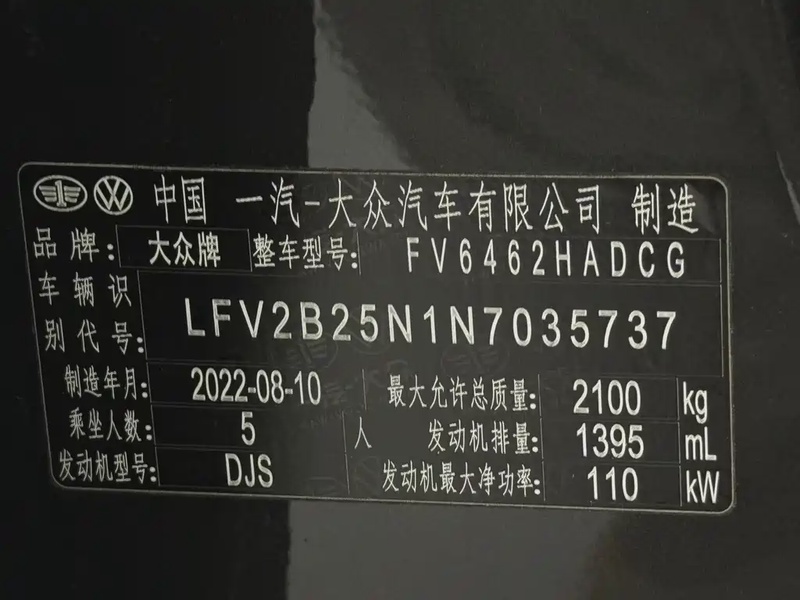 中国 一汽-大众汽车有限公司 制造
品牌: 大众牌 整车型号: FV6462HADCG
车辆识别代号: LFV2B25N1N7035737
制造年月: 2022-08-10 最大允许总质量: 2100 kg
乘坐人数: 5 人 发动机排量: 1395 mL
发动机型号: DJS 发动机最大净功率: 110 kW